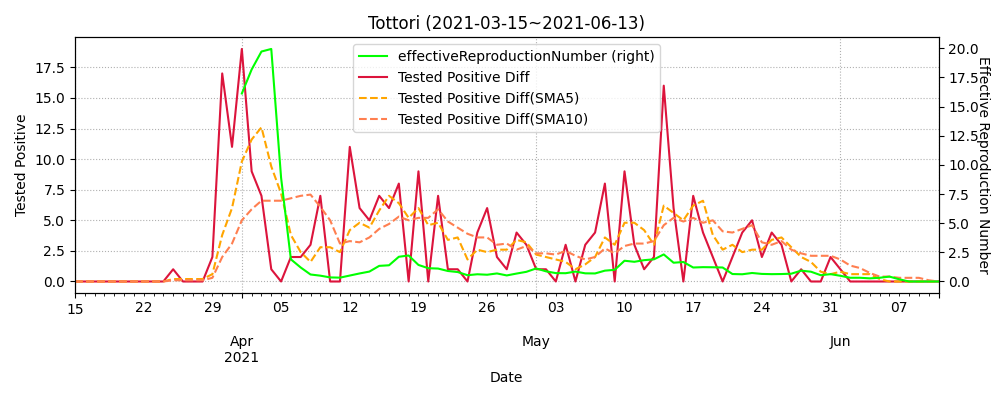 Tottori (2021-03-15~2021-06-13)
effectiveReproductionNumber (right)
Tested Positive Diff
Tested Positive Diff(SMA5)
Tested Positive Diff(SMA10)
Tested Positive
17.5
15.0
12.5
10.0
7.5
5.0
2.5
0.0
Effective Reproduction Number
20.0
17.5
15.0
12.5
10.0
7.5
5.0
2.5
0.0
15 22 29 05 12 19 26 03 10 17 24 31 07
Apr May Jun
2021
Date